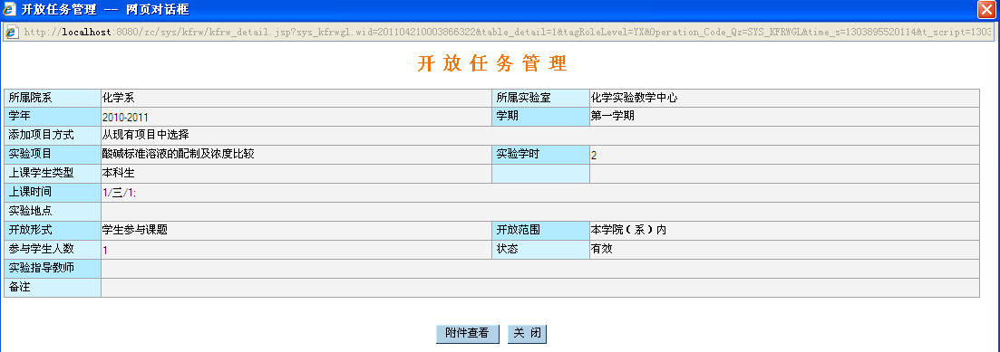 开放任务管理 -- 网页对话框
http://localhost:8080/zc/sys/kfrw/kfrw_detail.jsp?sys_kfrwgl.wid=201104210003866322&table_detail=1&tagRoleLevel=YX&Operation_Code_Qz=SYS_KFRWGL&time_s=1303895520114&t_script=1303
开放任务管理
所属院系 化学系 所属实验室 化学实验教学中心
学年 2010-2011 学期 第一学期
添加项目方式 从现有项目中选择
实验项目 酸碱标准溶液的配制及浓度比较 实验学时 2
上课学生类型 本科生
上课时间 1/三/1;
实验地点
开放形式 学生参与课题 开放范围 本学院（系）内
参与学生人数 1 状态 有效
实验指导教师
备注
附件查看 关 闭